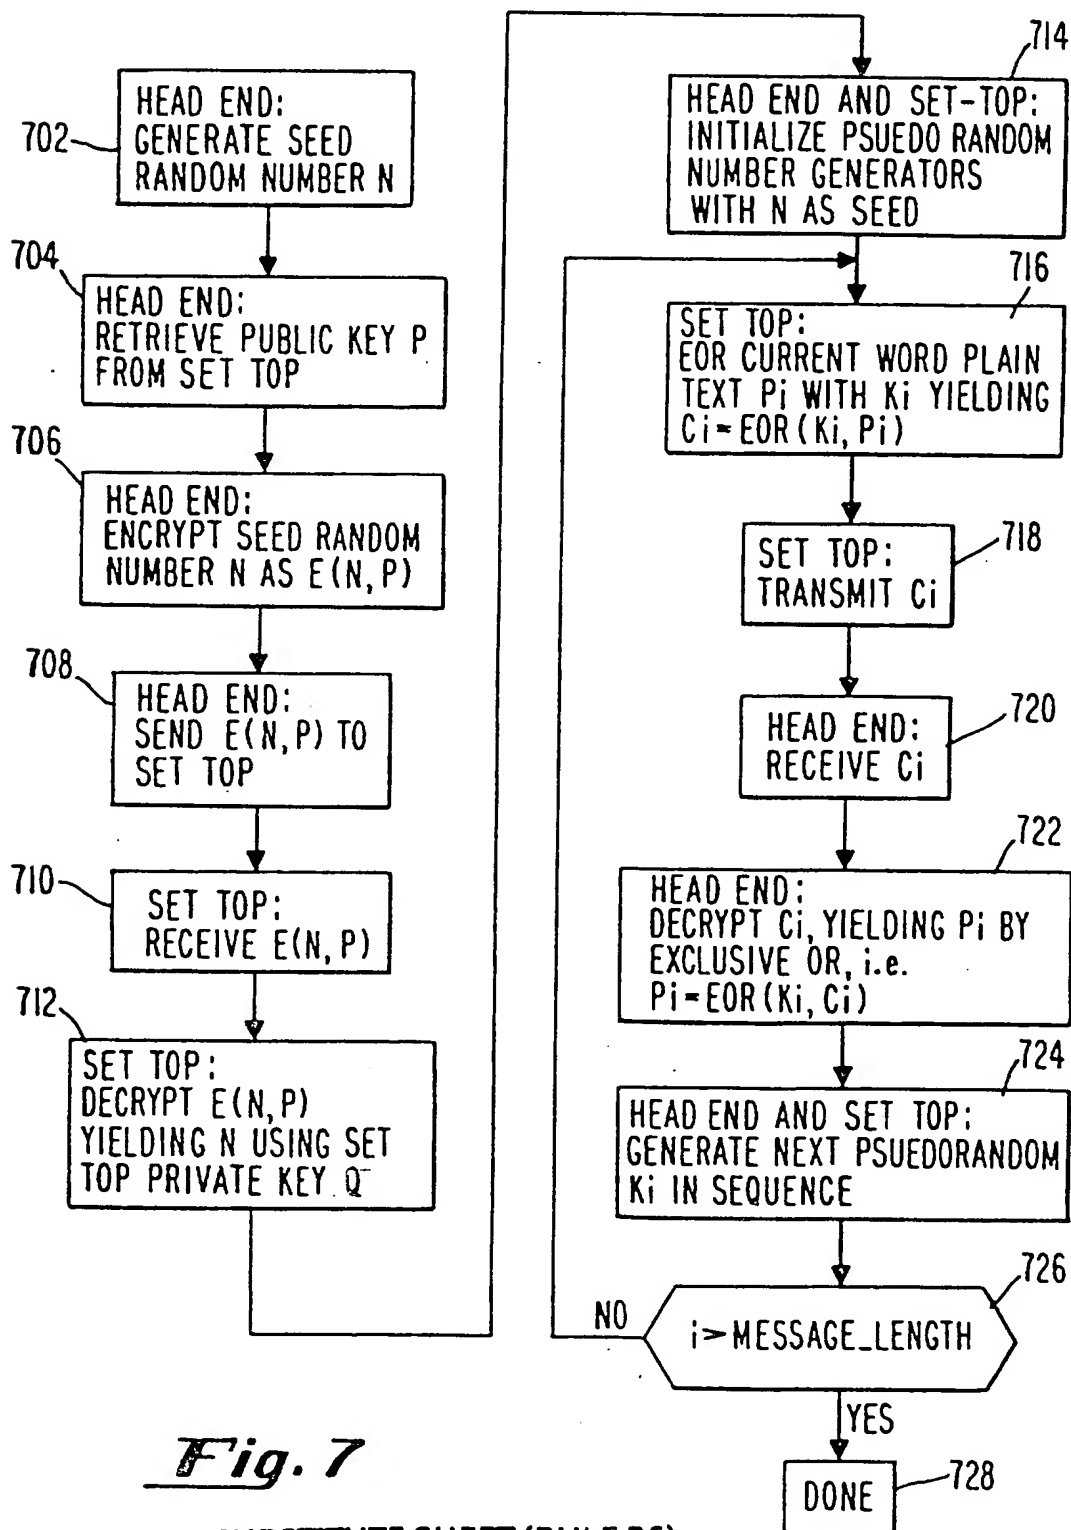 702
HEAD END:
GENERATE SEED
RANDOM NUMBER N
704
HEAD END:
RETRIEVE PUBLIC KEY P
FROM SET TOP
706
HEAD END:
ENCRYPT SEED RANDOM
NUMBER N AS E(N,P)
708
HEAD END:
SEND E(N,P) TO
SET TOP
710
SET TOP:
RECEIVE E(N,P)
712
SET TOP:
DECRYPT E(N,P)
YIELDING N USING SET
TOP PRIVATE KEY Q
714
HEAD END AND SET-TOP:
INITIALIZE PSUEDO RANDOM
NUMBER GENERATORS
WITH N AS SEED
716
SET TOP:
EOR CURRENT WORD PLAIN
TEXT Pi WITH Ki YIELDING
Ci=EOR(Ki,Pi)
718
SET TOP:
TRANSMIT Ci
720
HEAD END:
RECEIVE Ci
722
HEAD END:
DECRYPT Ci, YIELDING Pi BY
EXCLUSIVE OR, i.e.
Pi=EOR(Ki,Ci)
724
HEAD END AND SET TOP:
GENERATE NEXT PSUEDORANDOM
Ki IN SEQUENCE
726
i>MESSAGE_LENGTH
NO
YES
728
DONE
Fig. 7